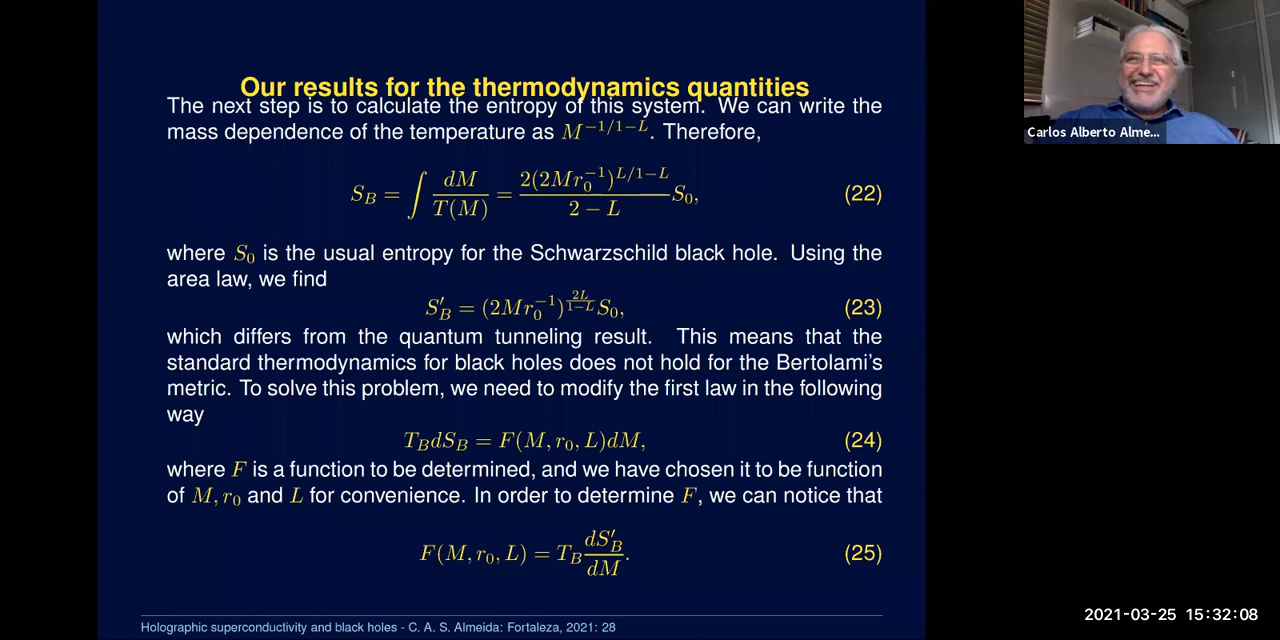 Our results for the thermodynamics quantities
The next step is to calculate the entropy of this system. We can write the
mass dependence of the temperature as $M^{-1/1-L}$. Therefore,
$S_B = \int \frac{dM}{T(M)} = \frac{2(2Mr_0^{-1})^{L/1-L}}{2-L} S_0,$ (22)
where $S_0$ is the usual entropy for the Schwarzschild black hole. Using the
area law, we find
$S'_B = (2Mr_0^{-1})^{\frac{2L}{1-L}} S_0,$ (23)
which differs from the quantum tunneling result. This means that the
standard thermodynamics for black holes does not hold for the Bertolami's
metric. To solve this problem, we need to modify the first law in the following
way
$T_B dS_B = F(M, r_0, L)dM,$ (24)
where $F$ is a function to be determined, and we have chosen it to be function
of $M, r_0$ and $L$ for convenience. In order to determine $F$, we can notice that
$F(M, r_0, L) = T_B \frac{dS'_B}{dM}.$ (25)
Holographic superconductivity and black holes - C. A. S. Almeida: Fortaleza, 2021: 28
Carlos Alberto Alme...
2021-03-25 15:32:08